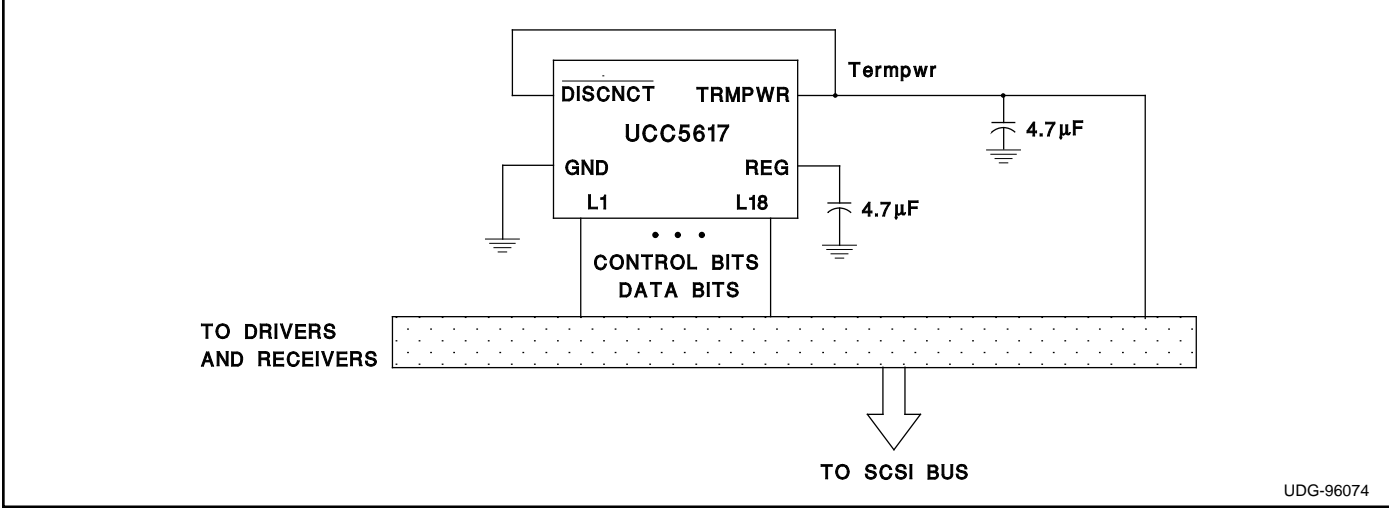 Termpwr
DISCNCT TRMPWR
UCC5617
4.7µF
GND REG
L1 L18
4.7µF
• • •
CONTROL BITS
DATA BITS
TO DRIVERS
AND RECEIVERS
TO SCSI BUS
UDG-96074